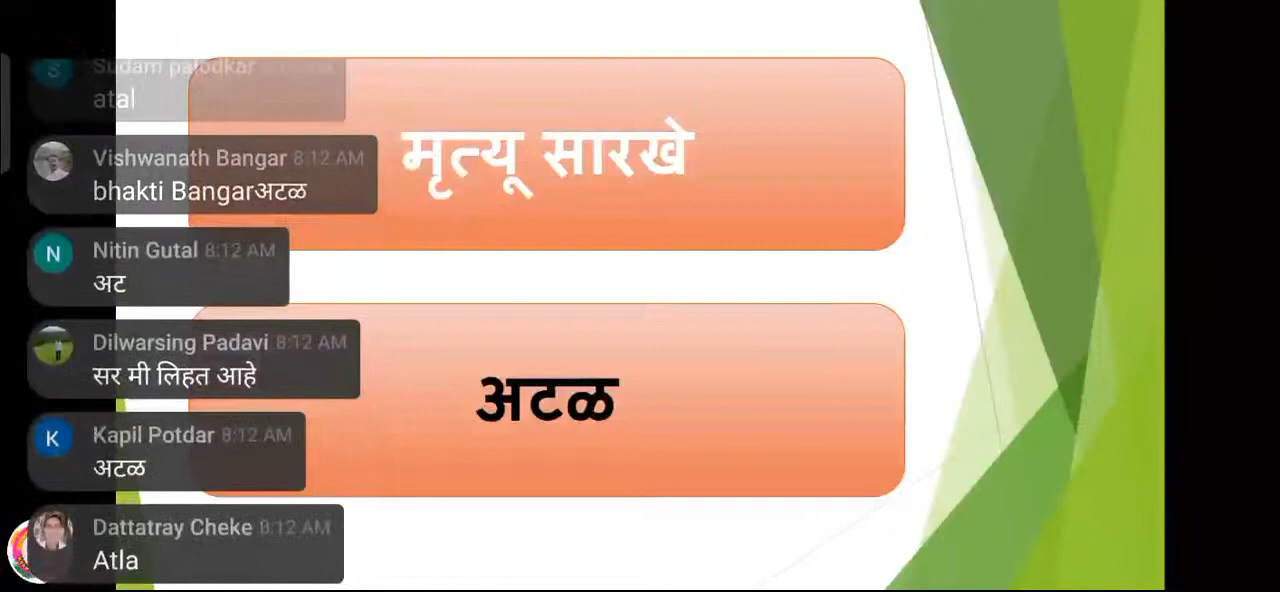 Sudam palodkar
atal
Vishwanath Bangar 8:12 AM
bhakti Bangarअटळ
Nitin Gutal 8:12 AM
अट
Dilwarsing Padavi 8:12 AM
सर मी लिहत आहे
Kapil Potdar 8:12 AM
अटळ
Dattatray Cheke 8:12 AM
Atla
मृत्यू सारखे
अटळ
S
N
K